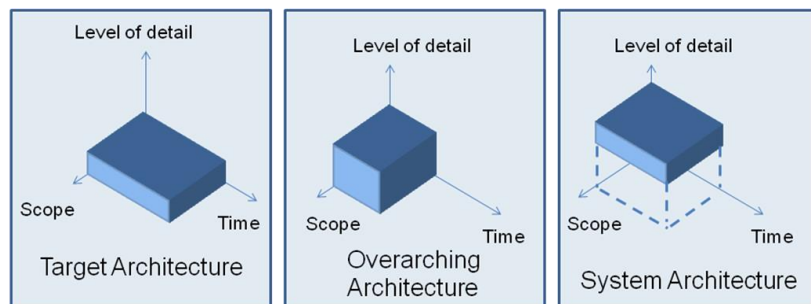 Level of detail
Scope
Time
Target Architecture
Level of detail
Scope
Time
Overarching
Architecture
Level of detail
Scope
Time
System Architecture